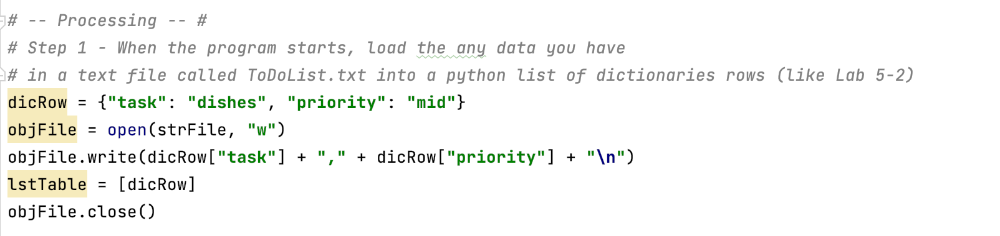 # -- Processing -- #
# Step 1 - When the program starts, load the any data you have
# in a text file called ToDoList.txt into a python list of dictionaries rows (like Lab 5-2)
dicRow = {"task": "dishes", "priority": "mid"}
objFile = open(strFile, "w")
objFile.write(dicRow["task"] + "," + dicRow["priority"] + "\n")
lstTable = [dicRow]
objFile.close()